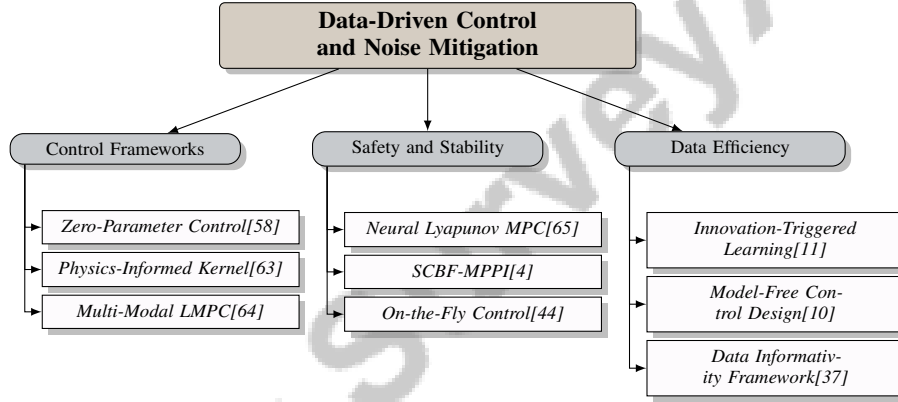 Data-Driven Control
and Noise Mitigation
Control Frameworks
Zero-Parameter Control[58]
Physics-Informed Kernel[63]
Multi-Modal LMPC[64]
Safety and Stability
Neural Lyapunov MPC[65]
SCBF-MPPI[4]
On-the-Fly Control[44]
Data Efficiency
Innovation-Triggered
Learning[11]
Model-Free Con-
trol Design[10]
Data Informativ-
ity Framework[37]
Survey